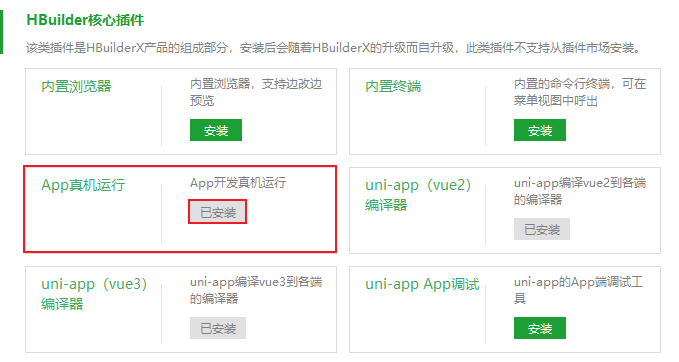 HBuilder核心插件
该类插件是HBuilderX产品的组成部分，安装后会随着HBuilderX的升级而自升级，此类插件不支持从插件市场安装。
内置浏览器
内置浏览器，支持边改边
预览
安装
内置终端
内置的命令行终端，可在
菜单视图中呼出
安装
App真机运行
App开发真机运行
已安装
uni-app（vue2）
编译器
uni-app编译vue2到各端
的编译器
已安装
uni-app（vue3）
编译器
uni-app编译vue3到各端
的编译器
已安装
uni-app App调试
uni-app的App端调试工
具
安装